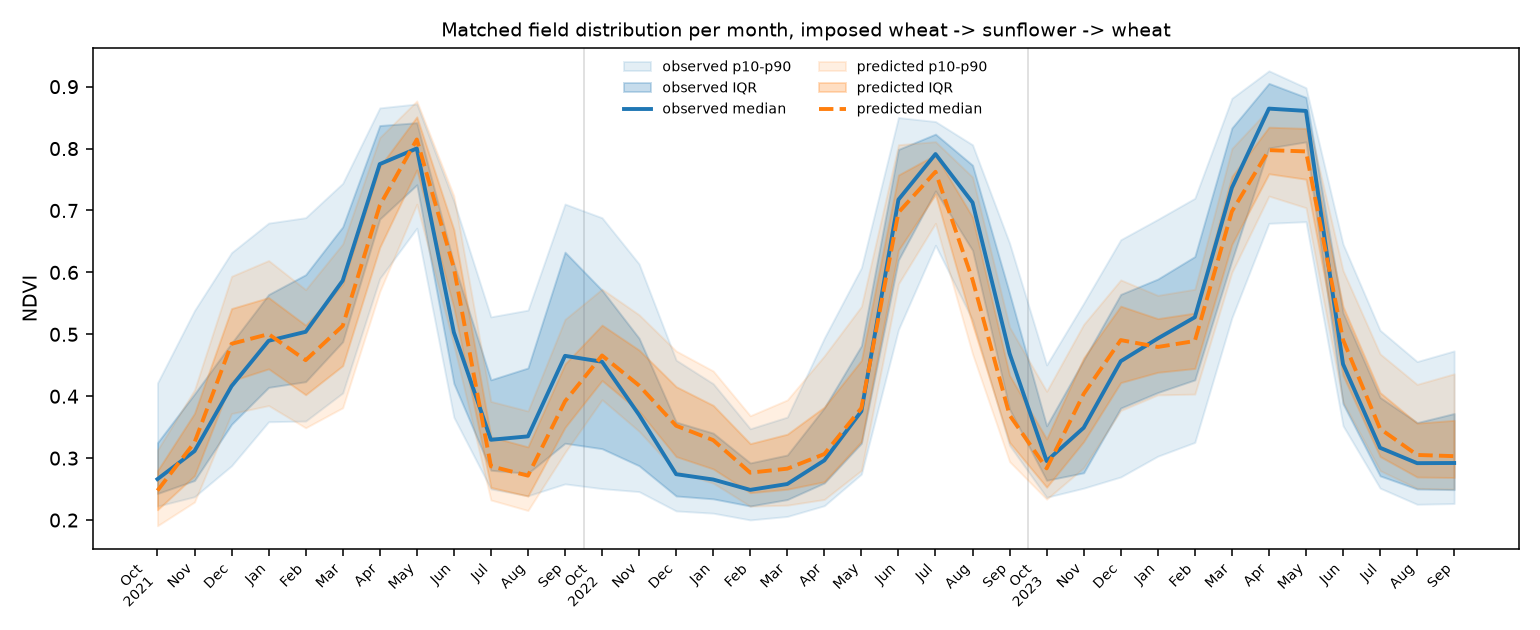 Matched field distribution per month, imposed wheat -> sunflower -> wheat
observed p10-p90
observed IQR
observed median
predicted p10-p90
predicted IQR
predicted median
NDVI
0.9
0.8
0.7
0.6
0.5
0.4
0.3
0.2
Oct
2021
Nov
Dec
Jan
Feb
Mar
Apr
May
Jun
Jul
Aug
Sep
Oct
2022
Nov
Dec
Jan
Feb
Mar
Apr
May
Jun
Jul
Aug
Sep
Oct
2023
Nov
Dec
Jan
Feb
Mar
Apr
May
Jun
Jul
Aug
Sep